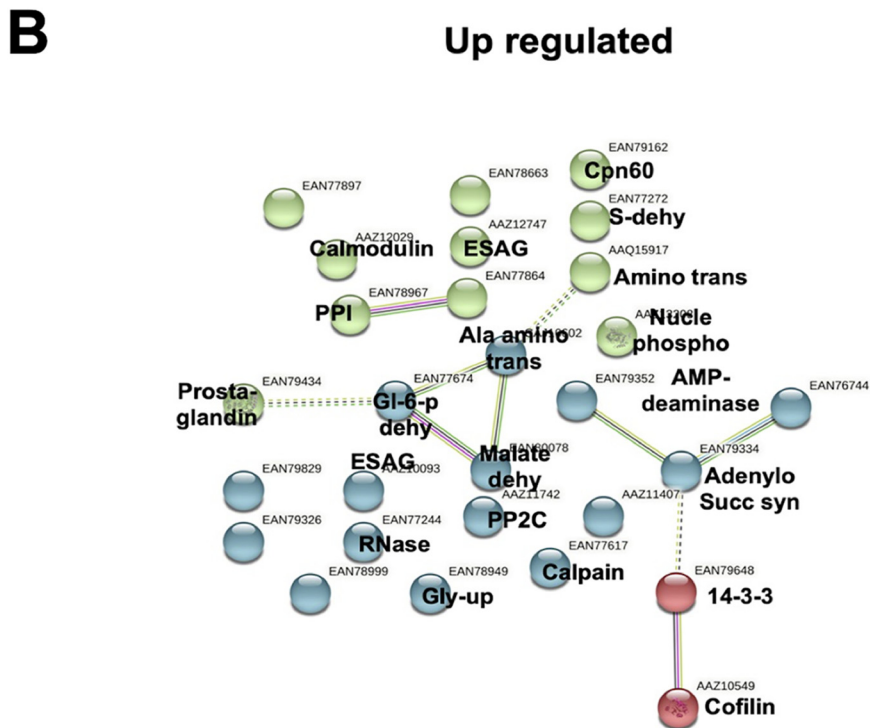 B
Up regulated
EAN79162
Cpn60
EAN78663
EAN77897
EAN77272
S-dehy
AAZ12747
ESAG
AAZ12029
Calmodulin
AAQ15917
Amino trans
EAN77864
EAN78967
PPI
Nucle
phospho
Ala amino
trans
EAN79434
Prosta-
glandin
EAN77674
Gl-6-p
dehy
EAN79352
AMP-
deaminase
EAN76744
EAN79334
Adenylo
Succ syn
Malate
dehy
EAN79829
ESAG
AAZ10093
AAZ11742
PP2C
AAZ11407
EAN79326
EAN77244
RNase
EAN77617
Calpain
EAN78999
EAN78949
Gly-up
EAN79648
14-3-3
AAZ10549
Cofilin